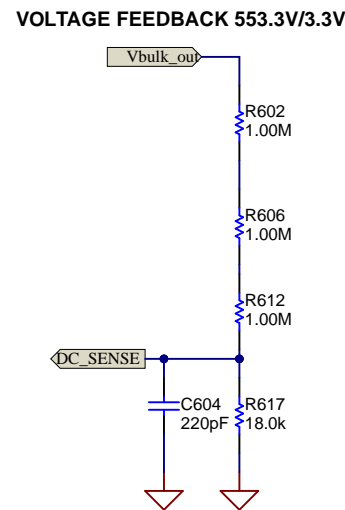 VOLTAGE FEEDBACK 553.3V/3.3V
Vbulk_out
R602
1.00M
R606
1.00M
R612
1.00M
DC_SENSE
C604
220pF
R617
18.0k